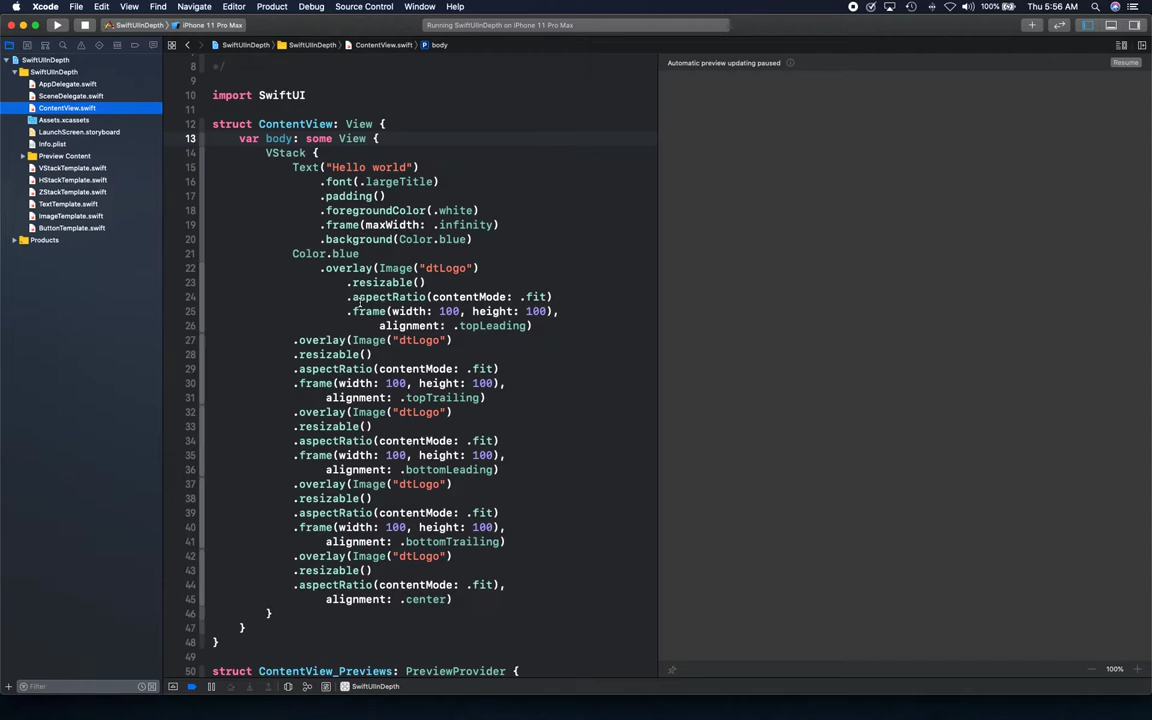 Xcode File Edit View Find Navigate Editor Product Debug Source Control Window Help 100% Thu 5:56 AM
SwiftUIInDepth iPhone 11 Pro Max Running SwiftUIInDepth on iPhone 11 Pro Max
SwiftUIInDepth SwiftUIInDepth ContentView.swift P body
SwiftUIInDepth
SwiftUIInDepth
AppDelegate.swift
SceneDelegate.swift
ContentView.swift
Assets.xcassets
LaunchScreen.storyboard
Info.plist
Preview Content
VStackTemplate.swift
HStackTemplate.swift
ZStackTemplate.swift
TextTemplate.swift
ImageTemplate.swift
ButtonTemplate.swift
Products
8 */
9
10 import SwiftUI
11
12 struct ContentView: View {
13 var body: some View {
14 VStack {
15 Text("Hello world")
16 .font(.largeTitle)
17 .padding()
18 .foregroundColor(.white)
19 .frame(maxWidth: .infinity)
20 .background(Color.blue)
21 Color.blue
22 .overlay(Image("dtLogo")
23 .resizable()
24 .aspectRatio(contentMode: .fit)
25 .frame(width: 100, height: 100),
26 alignment: .topLeading)
27 .overlay(Image("dtLogo")
28 .resizable()
29 .aspectRatio(contentMode: .fit)
30 .frame(width: 100, height: 100),
31 alignment: .topTrailing)
32 .overlay(Image("dtLogo")
33 .resizable()
34 .aspectRatio(contentMode: .fit)
35 .frame(width: 100, height: 100),
36 alignment: .bottomLeading)
37 .overlay(Image("dtLogo")
38 .resizable()
39 .aspectRatio(contentMode: .fit)
40 .frame(width: 100, height: 100),
41 alignment: .bottomTrailing)
42 .overlay(Image("dtLogo")
43 .resizable()
44 .aspectRatio(contentMode: .fit),
45 alignment: .center)
46 }
47 }
48 }
49
50 struct ContentView_Previews: PreviewProvider {
Automatic preview updating paused
Resume
100%
Filter
SwiftUIInDepth